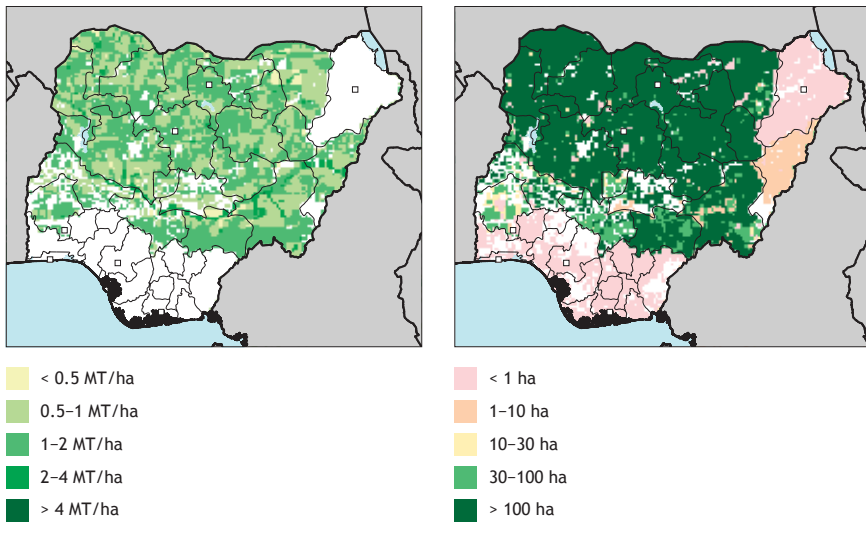 < 0.5 MT/ha
0.5–1 MT/ha
1–2 MT/ha
2–4 MT/ha
> 4 MT/ha
< 1 ha
1–10 ha
10–30 ha
30–100 ha
> 100 ha